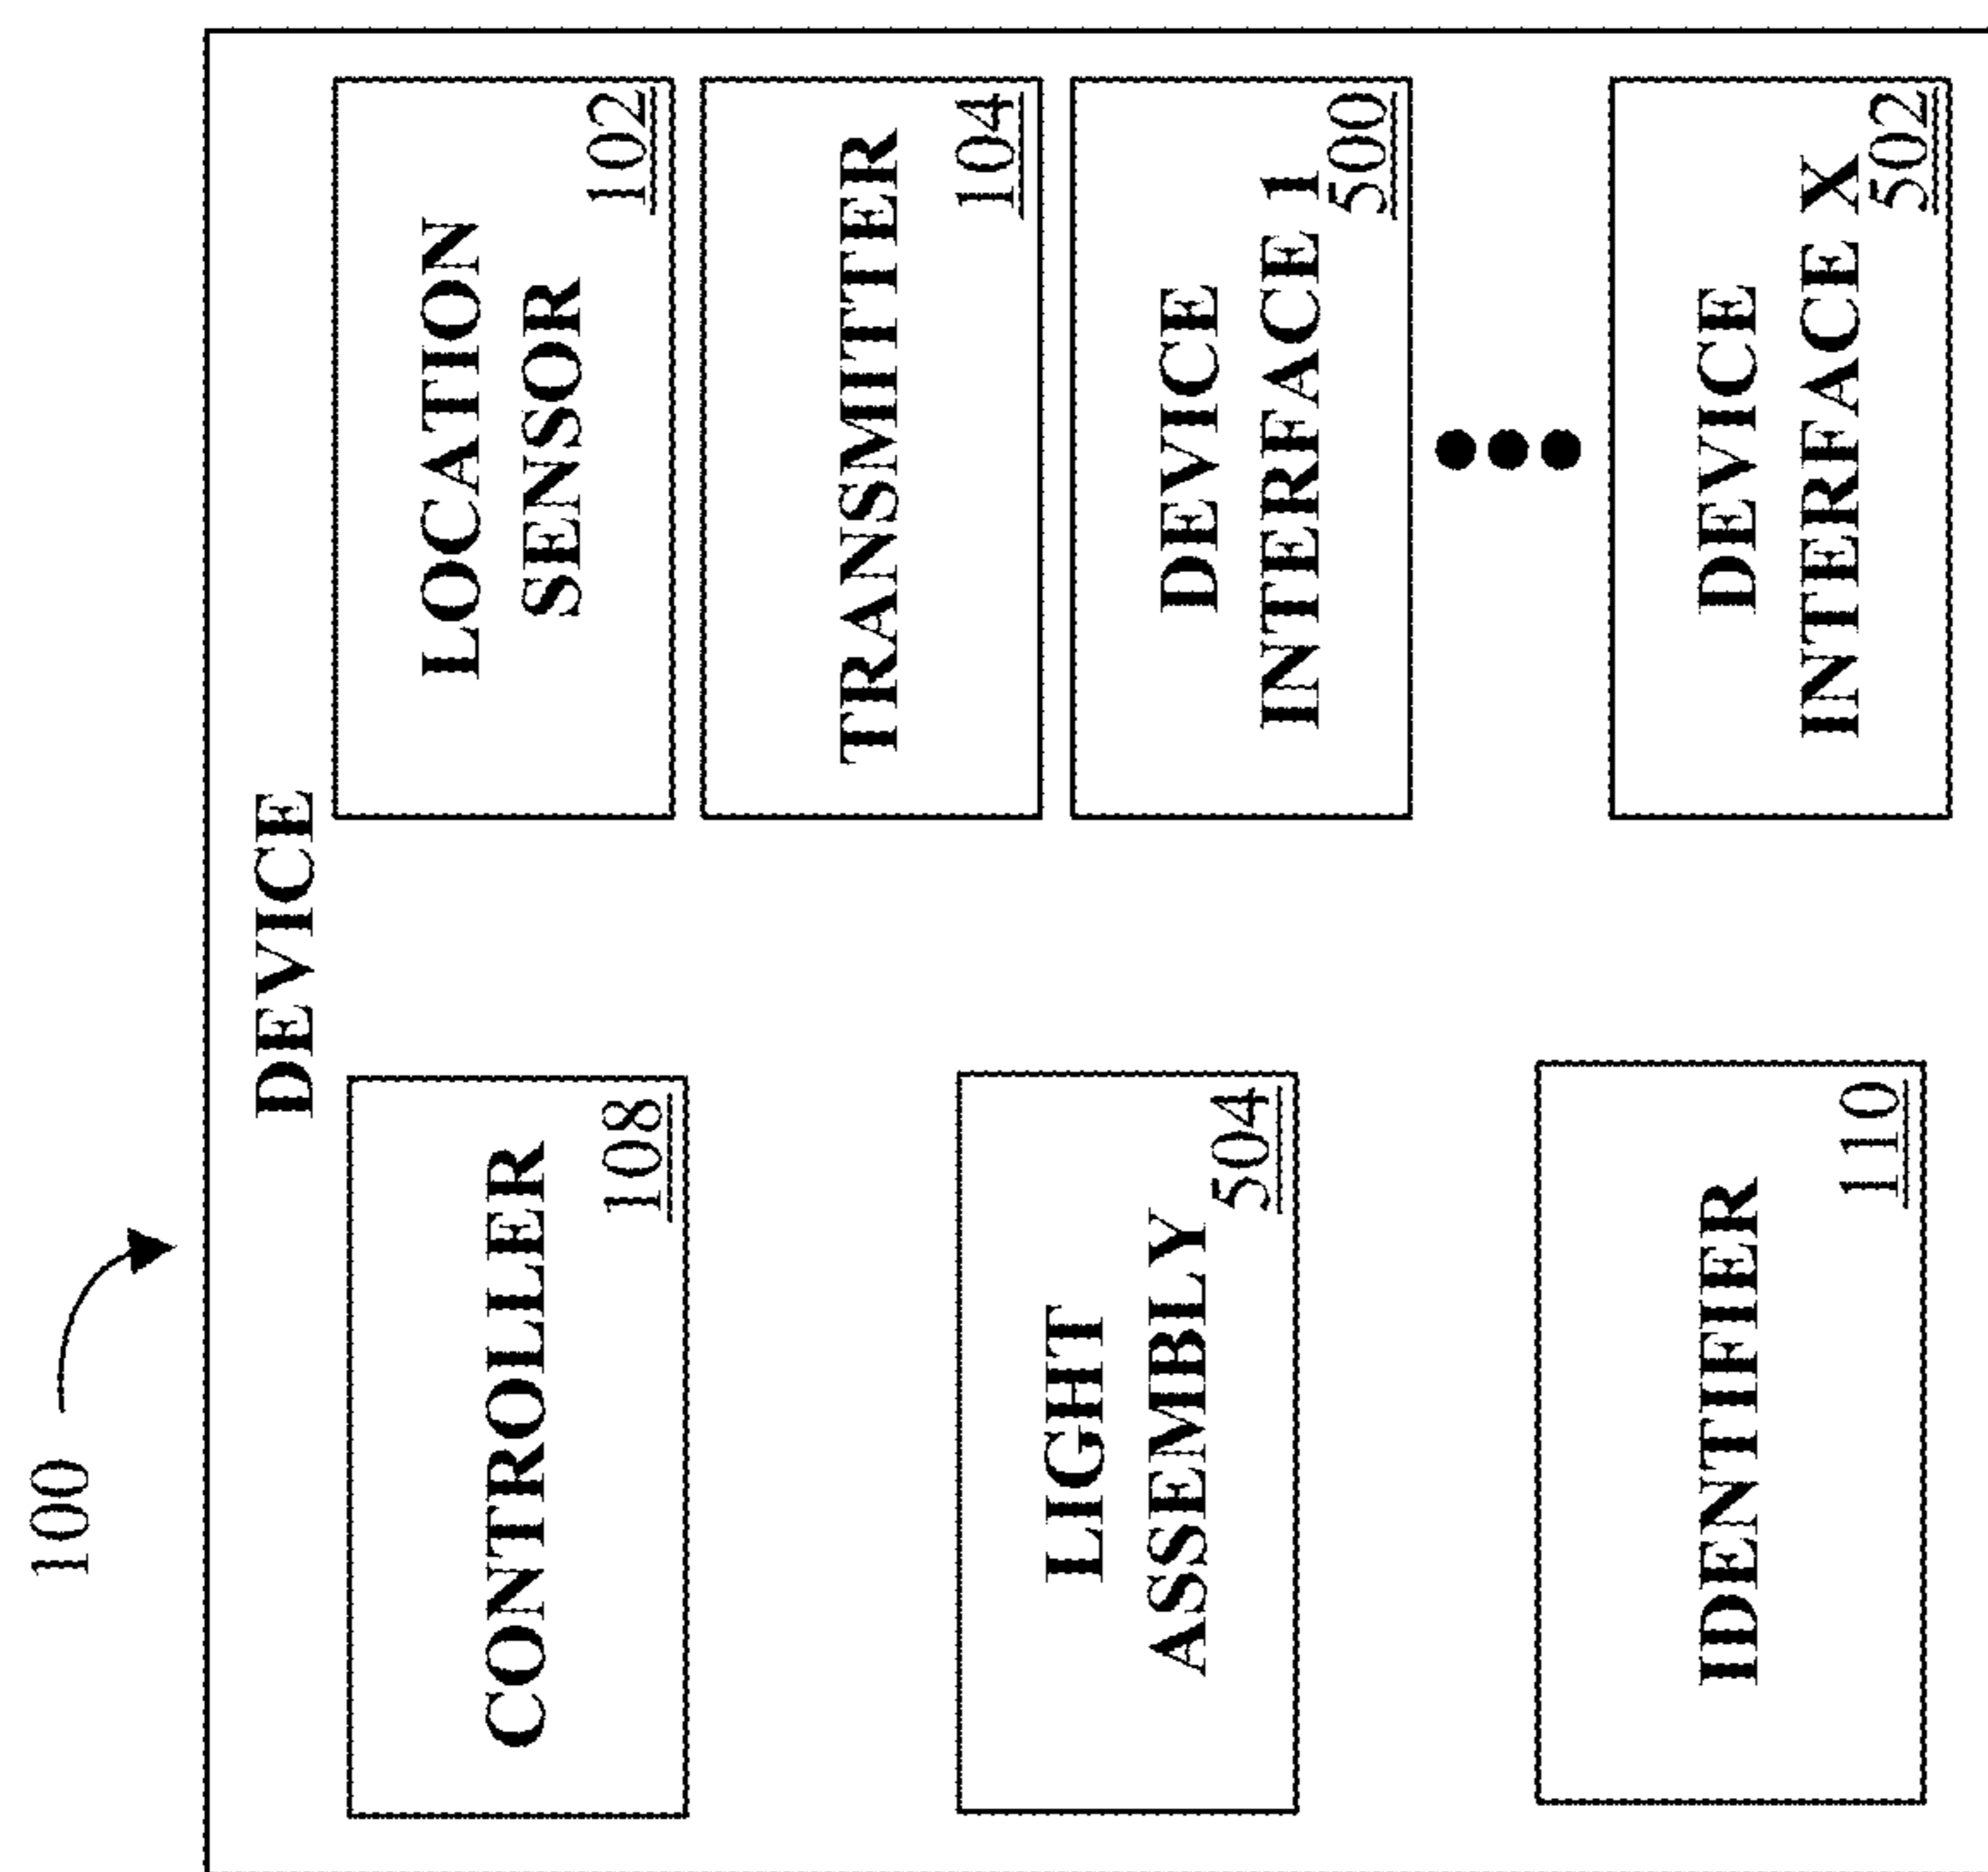 100
DEVICE
CONTROLLER
108
LIGHT
ASSEMBLY
504
IDENTIFIER
110
LOCATION
SENSOR
102
TRANSMITTER
104
DEVICE
INTERFACE 1
500
DEVICE
INTERFACE X
502